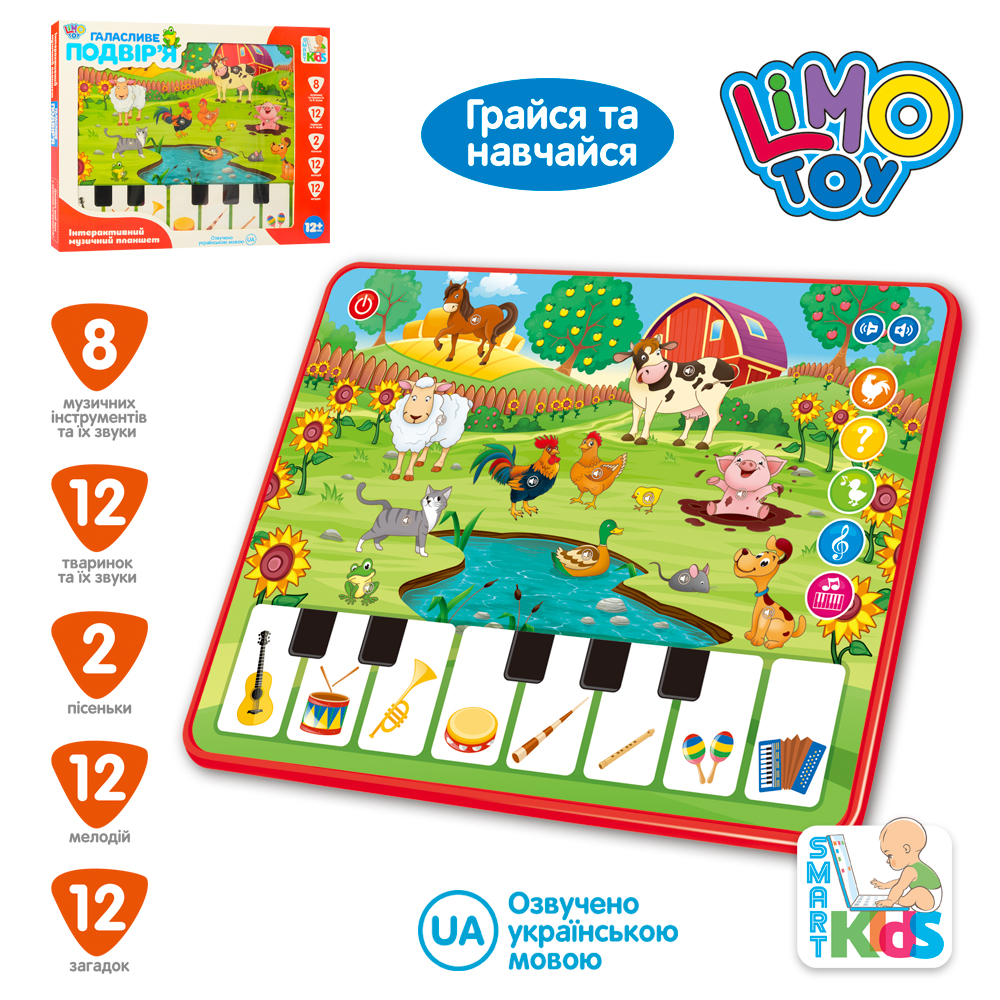 LiMO
TOY
ГАЛАСЛИВЕ
ПОДВІР'Я
SMART
KiDS
8
12
2
12
12
Інтерактивний
музичний планшет
Озвучено
українською мовою
UA
12+
Грайся та
навчайся
LiMO
TOY
8
музичних
інструментів
та їх звуки
12
тваринок
та їх звуки
2
пісеньки
12
мелодій
12
загадок
?
UA
Озвучено
українською
мовою
SMART
KiDS